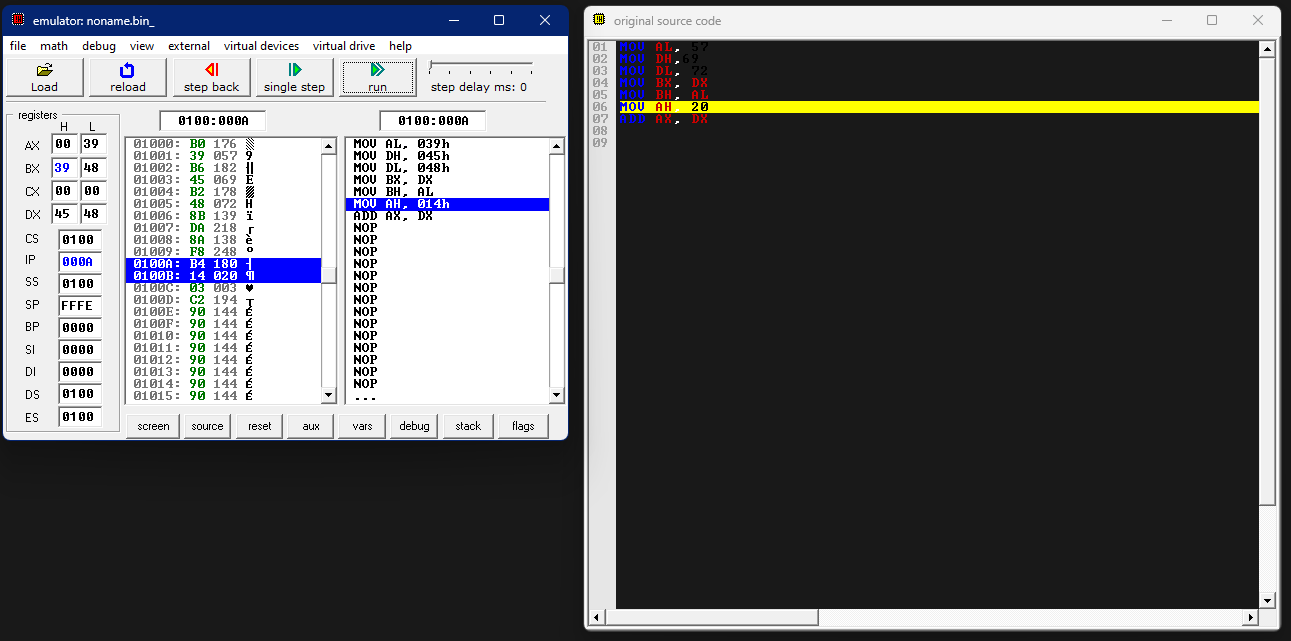 emulator: noname.bin_
file math debug view external virtual devices virtual drive help
Load reload step back single step run step delay ms: 0
registers
H L
AX 00 39
BX 39 48
CX 00 00
DX 45 48
CS 0100
IP 000A
SS 0100
SP FFFE
BP 0000
SI 0000
DI 0000
DS 0100
ES 0100
0100:000A
01000: B0 176 ▒
01001: 39 057 9
01002: B6 182 ╢
01003: 45 069 E
01004: B2 178 ▓
01005: 48 072 H
01006: 8B 139 ï
01007: DA 218 ┌
01008: 8A 138 è
01009: F8 248 °
0100A: B4 180 ┤
0100B: 14 020 ¶
0100C: 03 003 ♥
0100D: C2 194 ┬
0100E: 90 144 É
0100F: 90 144 É
01010: 90 144 É
01011: 90 144 É
01012: 90 144 É
01013: 90 144 É
01014: 90 144 É
01015: 90 144 É
0100:000A
MOV AL, 039h
MOV DH, 045h
MOV DL, 048h
MOV BX, DX
MOV BH, AL
MOV AH, 014h
ADD AX, DX
NOP
NOP
NOP
NOP
NOP
NOP
NOP
NOP
NOP
NOP
NOP
NOP
NOP
NOP
...
screen source reset aux vars debug stack flags
original source code
01 MOV AL, 57
02 MOV DH,69
03 MOV DL, 72
04 MOV BX, DX
05 MOV BH, AL
06 MOV AH, 20
07 ADD AX, DX
08
09